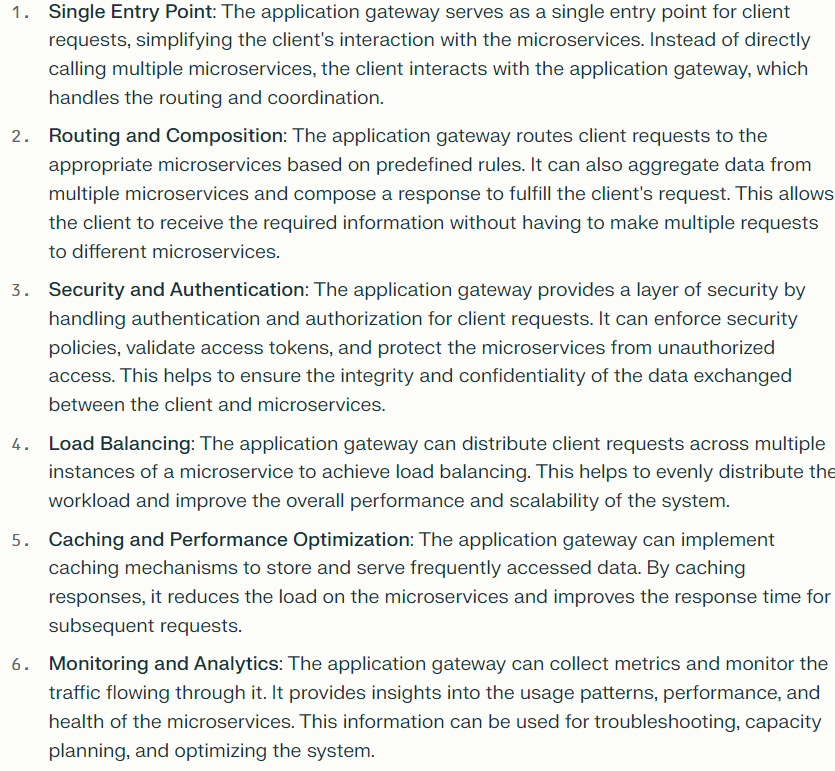 1. Single Entry Point: The application gateway serves as a single entry point for client
requests, simplifying the client's interaction with the microservices. Instead of directly
calling multiple microservices, the client interacts with the application gateway, which
handles the routing and coordination.
2. Routing and Composition: The application gateway routes client requests to the
appropriate microservices based on predefined rules. It can also aggregate data from
multiple microservices and compose a response to fulfill the client's request. This allows
the client to receive the required information without having to make multiple requests
to different microservices.
3. Security and Authentication: The application gateway provides a layer of security by
handling authentication and authorization for client requests. It can enforce security
policies, validate access tokens, and protect the microservices from unauthorized
access. This helps to ensure the integrity and confidentiality of the data exchanged
between the client and microservices.
4. Load Balancing: The application gateway can distribute client requests across multiple
instances of a microservice to achieve load balancing. This helps to evenly distribute the
workload and improve the overall performance and scalability of the system.
5. Caching and Performance Optimization: The application gateway can implement
caching mechanisms to store and serve frequently accessed data. By caching
responses, it reduces the load on the microservices and improves the response time for
subsequent requests.
6. Monitoring and Analytics: The application gateway can collect metrics and monitor the
traffic flowing through it. It provides insights into the usage patterns, performance, and
health of the microservices. This information can be used for troubleshooting, capacity
planning, and optimizing the system.